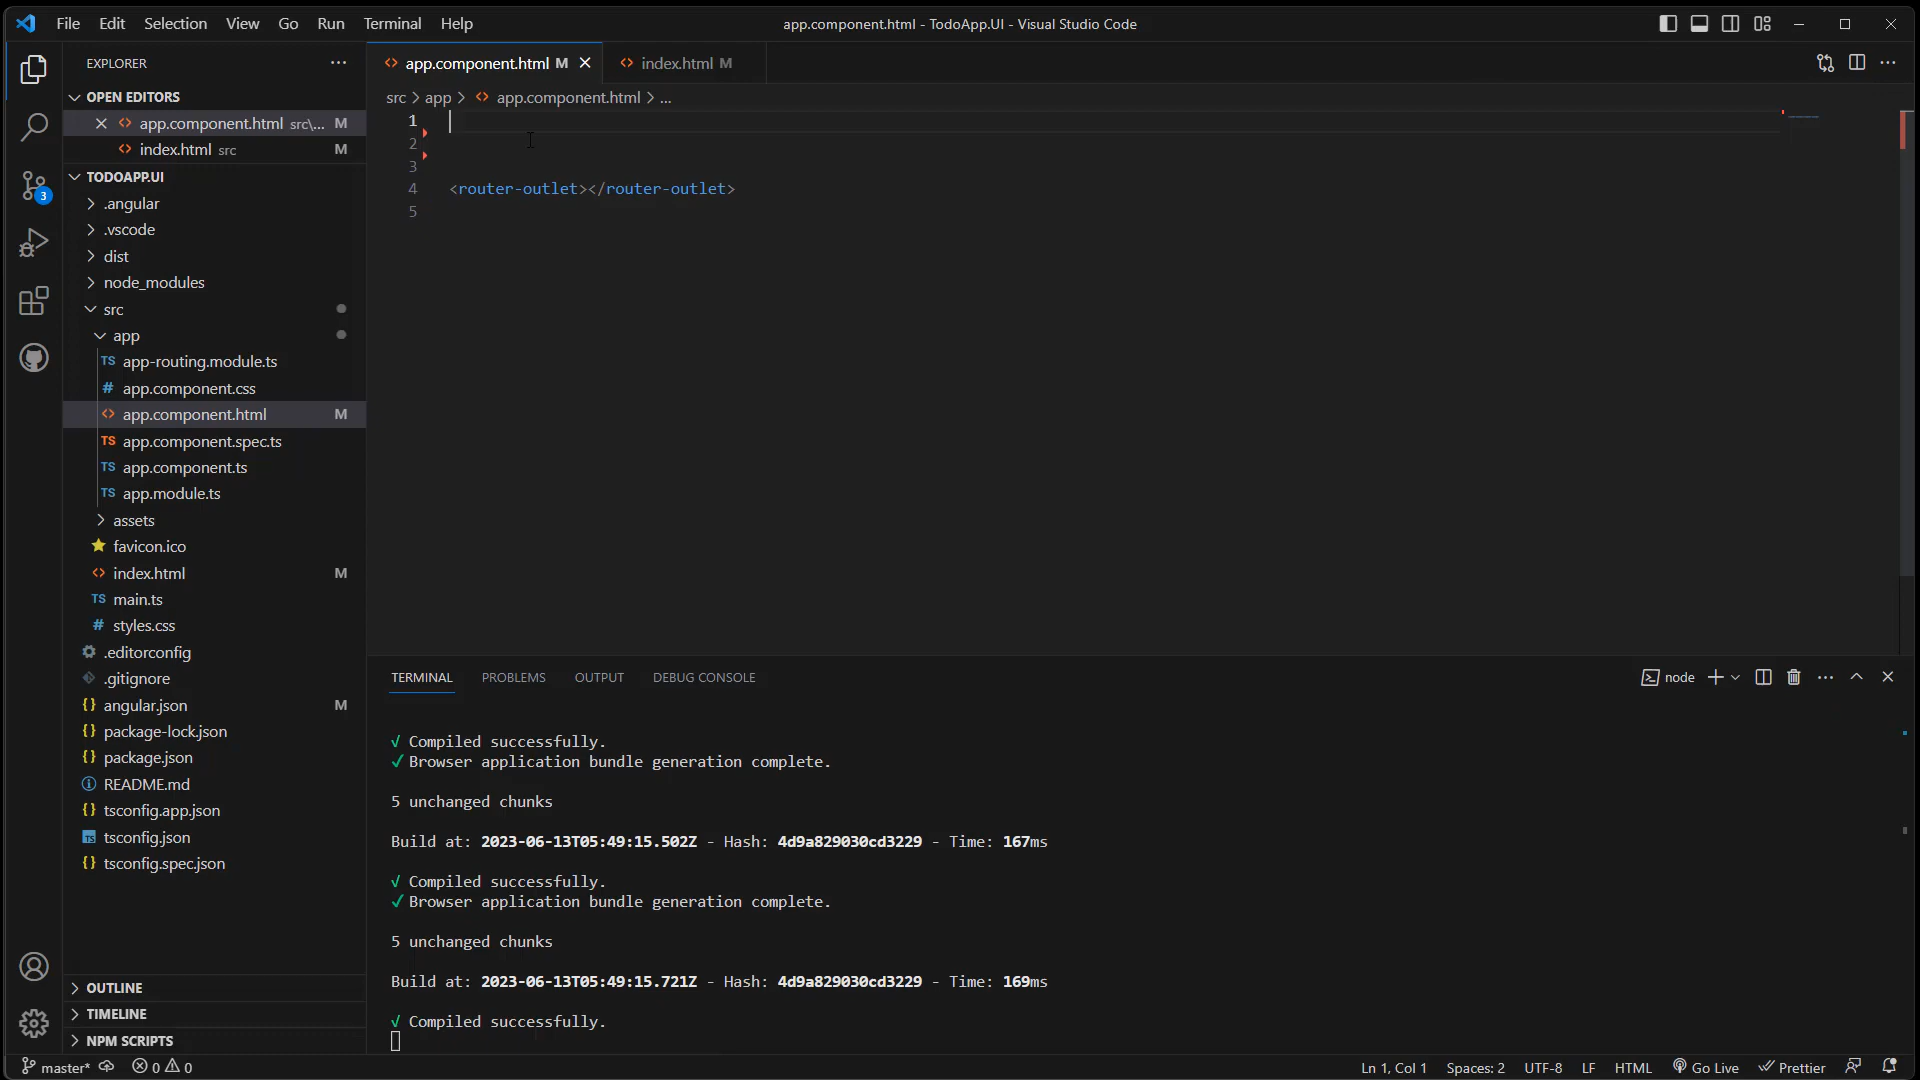 File Edit Selection View Go Run Terminal Help
app.component.html - TodoApp.UI - Visual Studio Code
EXPLORER
OPEN EDITORS
app.component.html src\... M
index.html src M
TODOAPP.UI
.angular
.vscode
dist
node_modules
src
app
TS app-routing.module.ts
# app.component.css
<> app.component.html M
TS app.component.spec.ts
TS app.component.ts
TS app.module.ts
assets
favicon.ico
<> index.html M
TS main.ts
# styles.css
.editorconfig
.gitignore
{} angular.json M
{} package-lock.json
{} package.json
README.md
{} tsconfig.app.json
tsconfig.json
{} tsconfig.spec.json
OUTLINE
TIMELINE
NPM SCRIPTS
3
<> app.component.html M
<> index.html M
src > app > <> app.component.html > ...
1
2
3
4 <router-outlet></router-outlet>
5
TERMINAL PROBLEMS OUTPUT DEBUG CONSOLE
node
√ Compiled successfully.
✓ Browser application bundle generation complete.
5 unchanged chunks
Build at: 2023-06-13T05:49:15.502Z - Hash: 4d9a829030cd3229 - Time: 167ms
√ Compiled successfully.
✓ Browser application bundle generation complete.
5 unchanged chunks
Build at: 2023-06-13T05:49:15.721Z - Hash: 4d9a829030cd3229 - Time: 169ms
√ Compiled successfully.
master* 0 0
Ln 1, Col 1 Spaces: 2 UTF-8 LF HTML Go Live Prettier